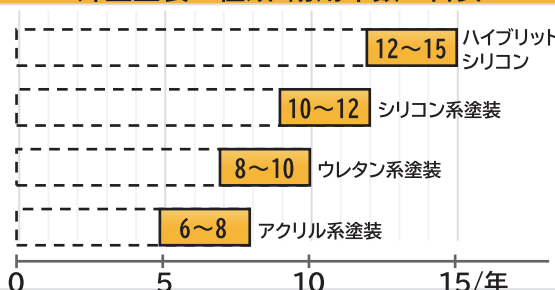 12～15
ハイブリット
シリコン
10～12
シリコン系塗装
8～10
ウレタン系塗装
6～8
アクリル系塗装
0 5 10 15/年